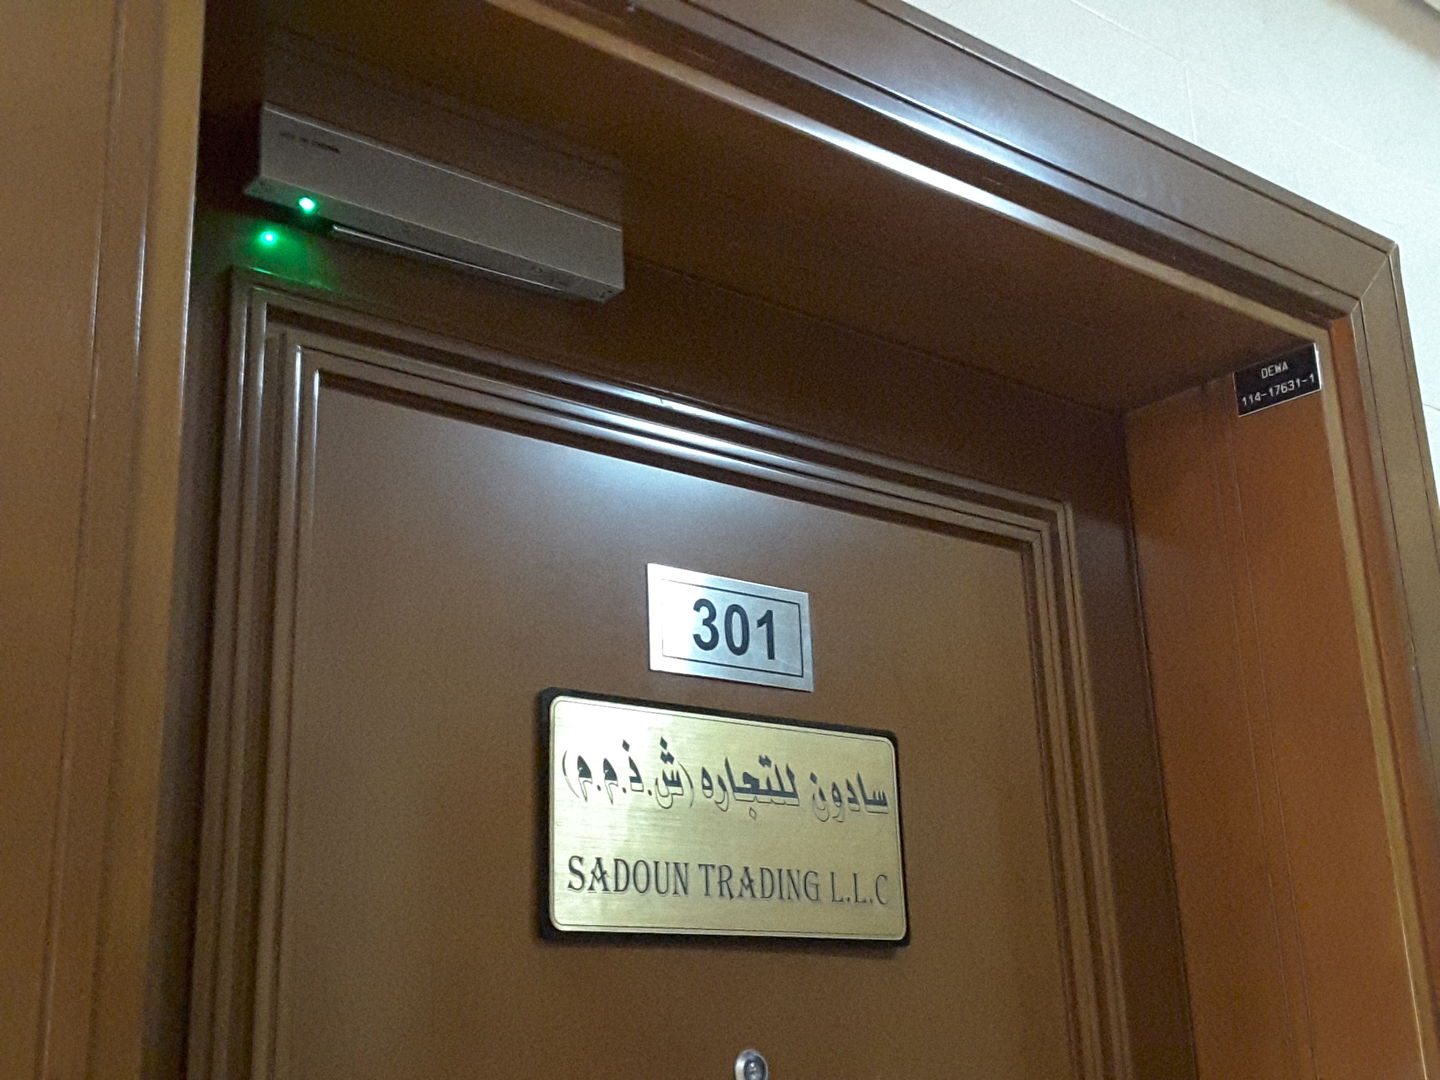 DEWA
114-17631-1
301
سادون للتجاره (ش.ذ.م.م)
SADOUN TRADING L.L.C